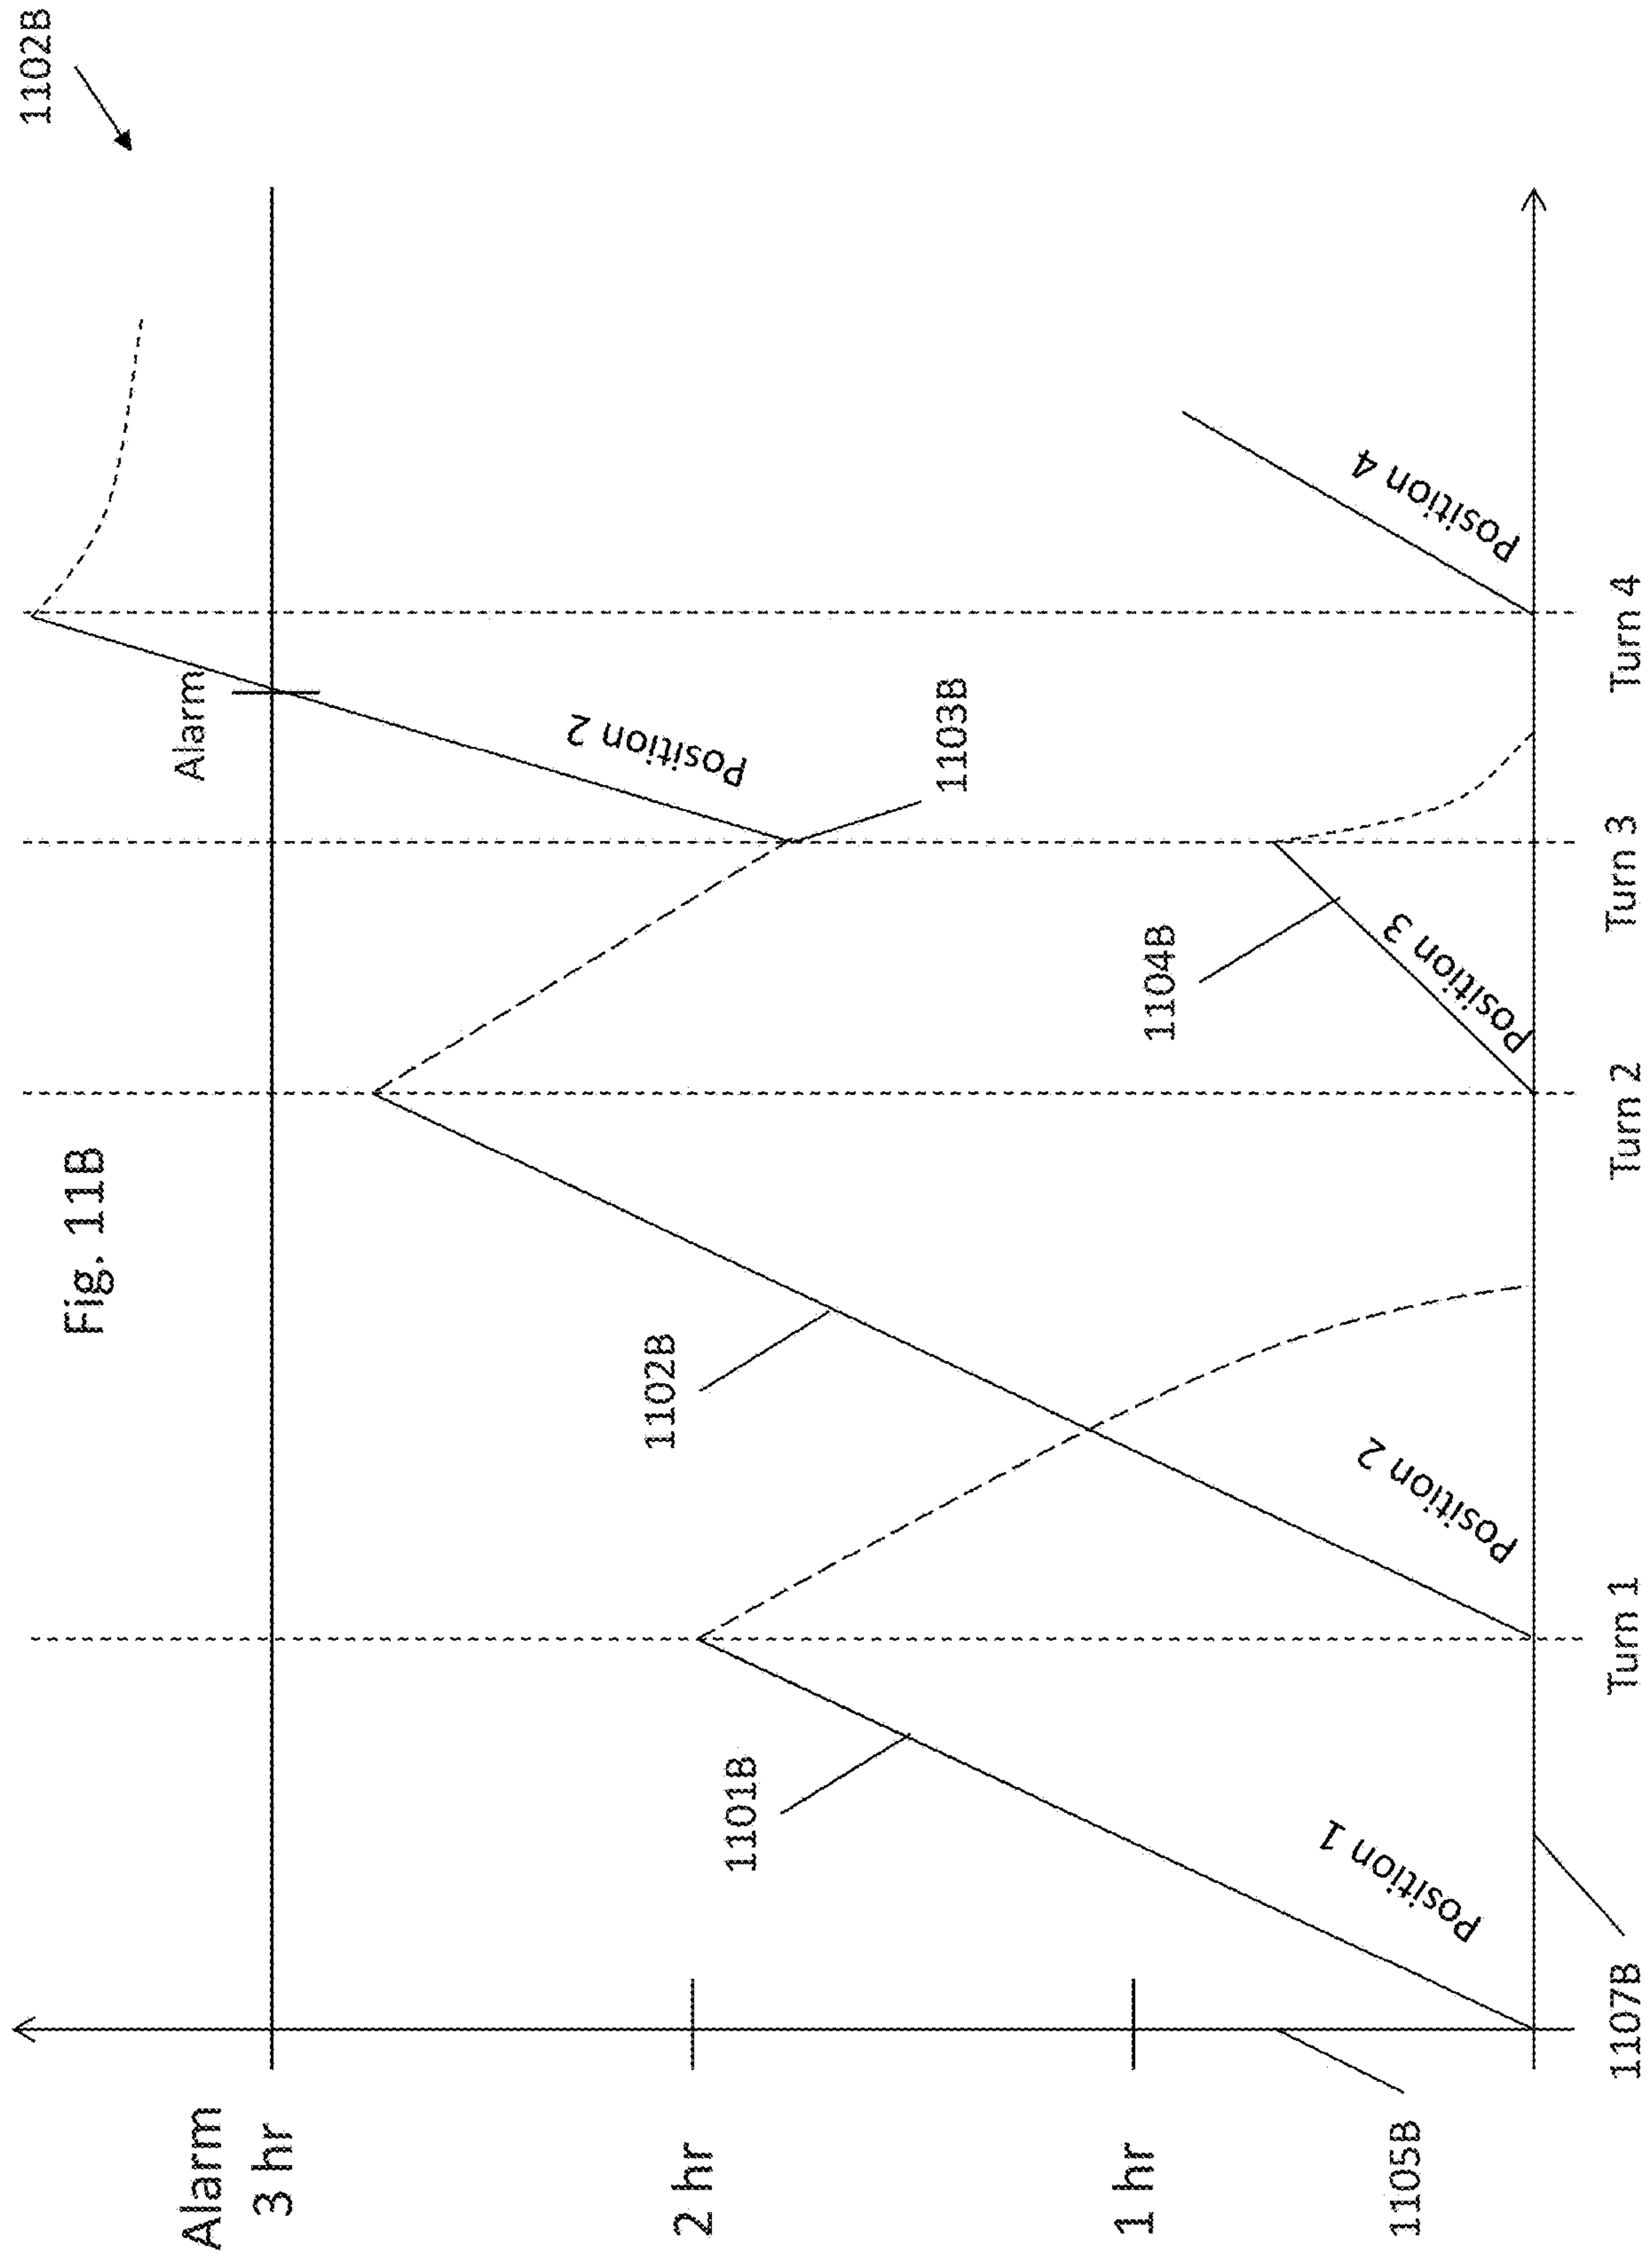 Fig. 11B
1102B
Alarm
3 hr
2 hr
1 hr
1105B
1107B
1101B
1102B
1103B
1104B
Alarm
Position 1
Position 2
Position 3
Position 2
Position 4
Turn 1
Turn 2
Turn 3
Turn 4